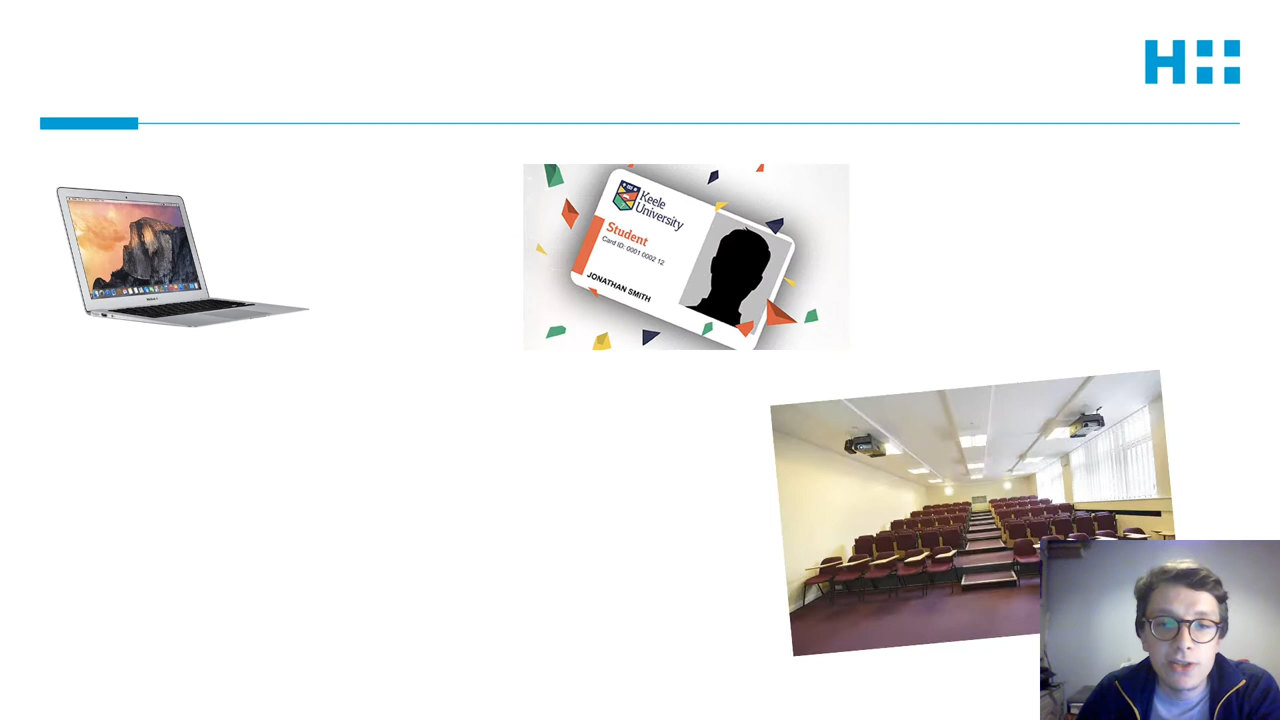 H
Keele
University
Student
Card ID: 0001 0002 12
JONATHAN SMITH